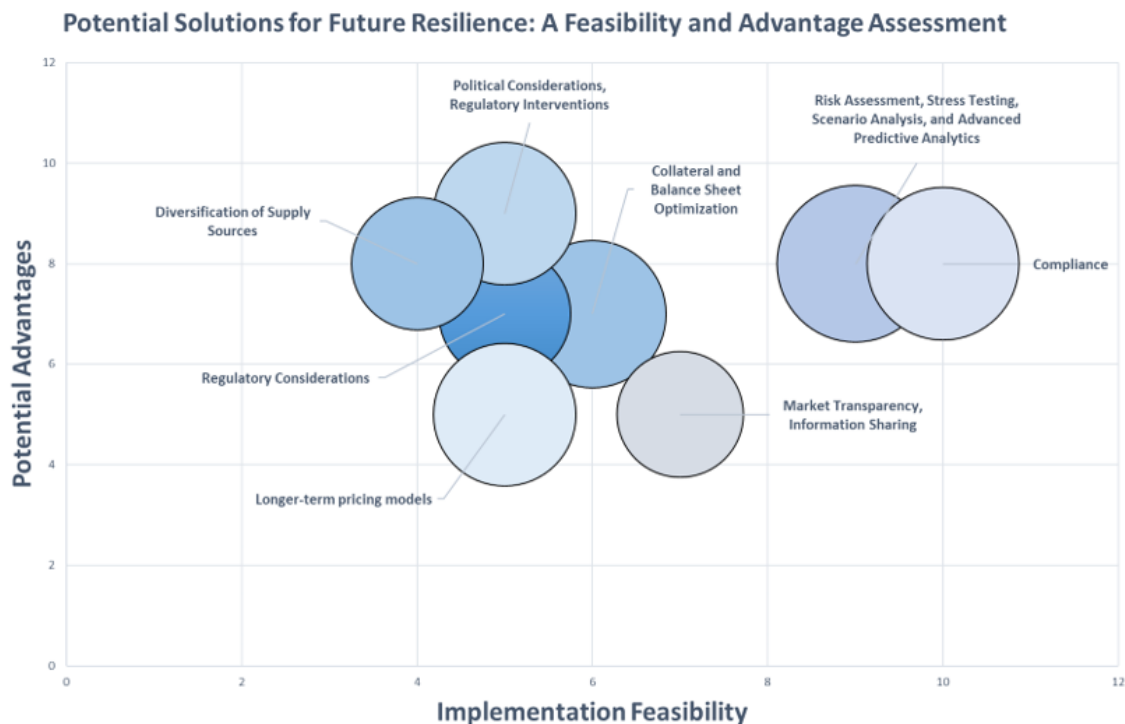 Potential Solutions for Future Resilience: A Feasibility and Advantage Assessment
12
Political Considerations,
Regulatory Interventions
Risk Assessment, Stress Testing,
Scenario Analysis, and Advanced
Predictive Analytics
10
Collateral and
Balance Sheet
Optimization
Diversification of Supply
Sources
8
Compliance
Potential Advantages
6
Regulatory Considerations
Market Transparency,
Information Sharing
4
Longer-term pricing models
2
0
0 2 4 6 8 10 12
Implementation Feasibility